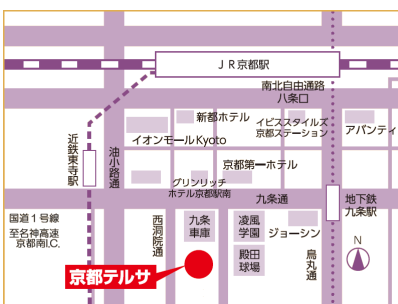 JR京都駅
南北自由通路
八条口
新都ホテル
イビススタイルズ
京都ステーション
アバンティ
イオンモールKyoto
近鉄東寺駅
油小路通
京都第一ホテル
グリンリッチ
ホテル京都駅南
九条通
地下鉄
九条駅
国道1号線
至名神高速
京都南I.C.
西洞院通
九条
車庫
凌風
学園
ジョーシン
烏丸通
N
殿田
球場
京都テルサ